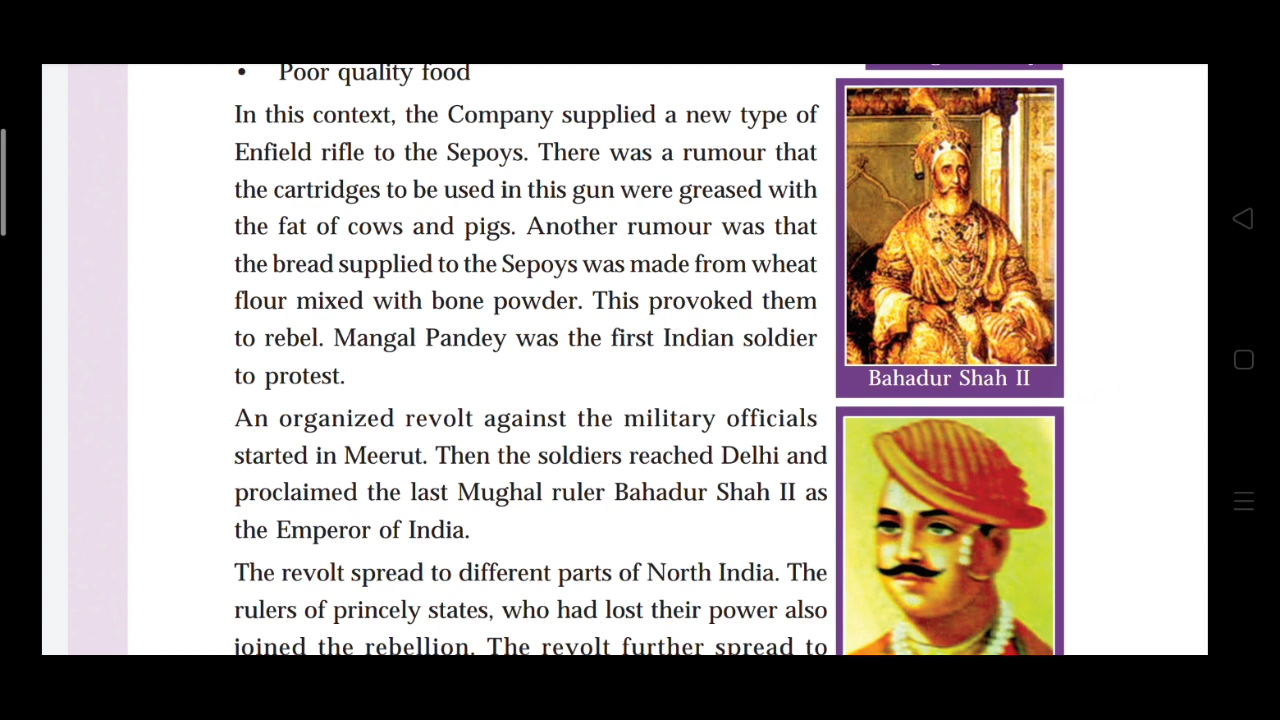 • Poor quality food
In this context, the Company supplied a new type of
Enfield rifle to the Sepoys. There was a rumour that
the cartridges to be used in this gun were greased with
the fat of cows and pigs. Another rumour was that
the bread supplied to the Sepoys was made from wheat
flour mixed with bone powder. This provoked them
to rebel. Mangal Pandey was the first Indian soldier
to protest.
An organized revolt against the military officials
started in Meerut. Then the soldiers reached Delhi and
proclaimed the last Mughal ruler Bahadur Shah II as
the Emperor of India.
The revolt spread to different parts of North India. The
rulers of princely states, who had lost their power also
joined the rebellion. The revolt further spread to
Bahadur Shah II